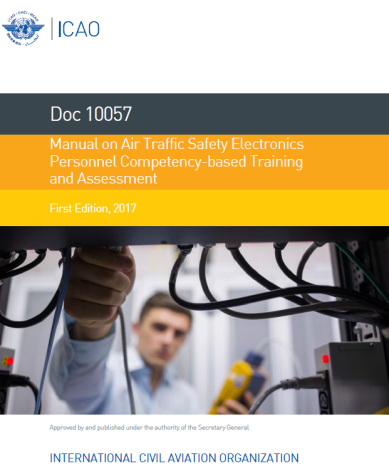 ICAO
Doc 10057
Manual on Air Traffic Safety Electronics
Personnel Competency-based Training
and Assessment
First Edition, 2017
Approved by and published under the authority of the Secretary General
INTERNATIONAL CIVIL AVIATION ORGANIZATION